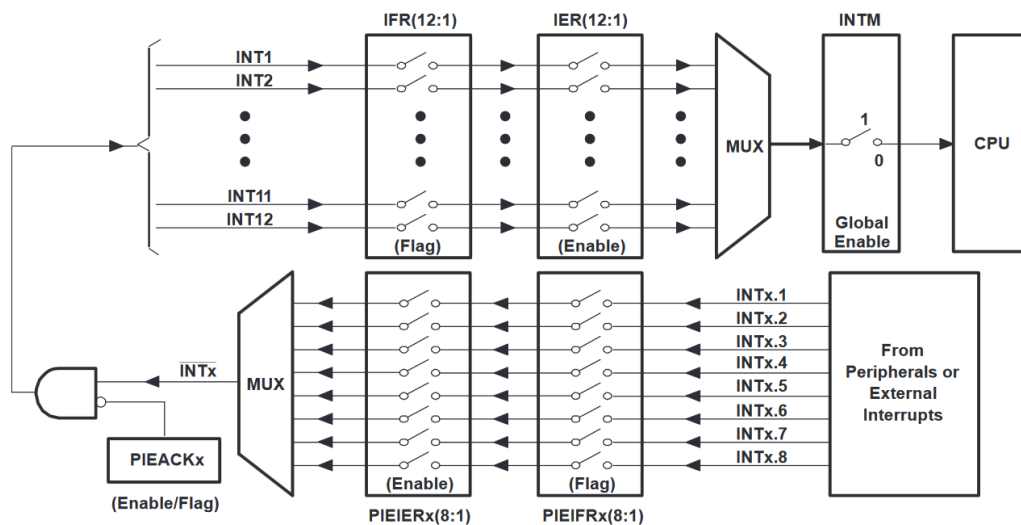 IFR(12:1)
IER(12:1)
INTM
INT1
INT2
INT11
INT12
(Flag)
(Enable)
MUX
1
0
Global
Enable
CPU
INTx
MUX
PIEACKx
(Enable/Flag)
(Enable)
PIEIERx(8:1)
(Flag)
PIEIFRx(8:1)
INTx.1
INTx.2
INTx.3
INTx.4
INTx.5
INTx.6
INTx.7
INTx.8
From
Peripherals or
External
Interrupts